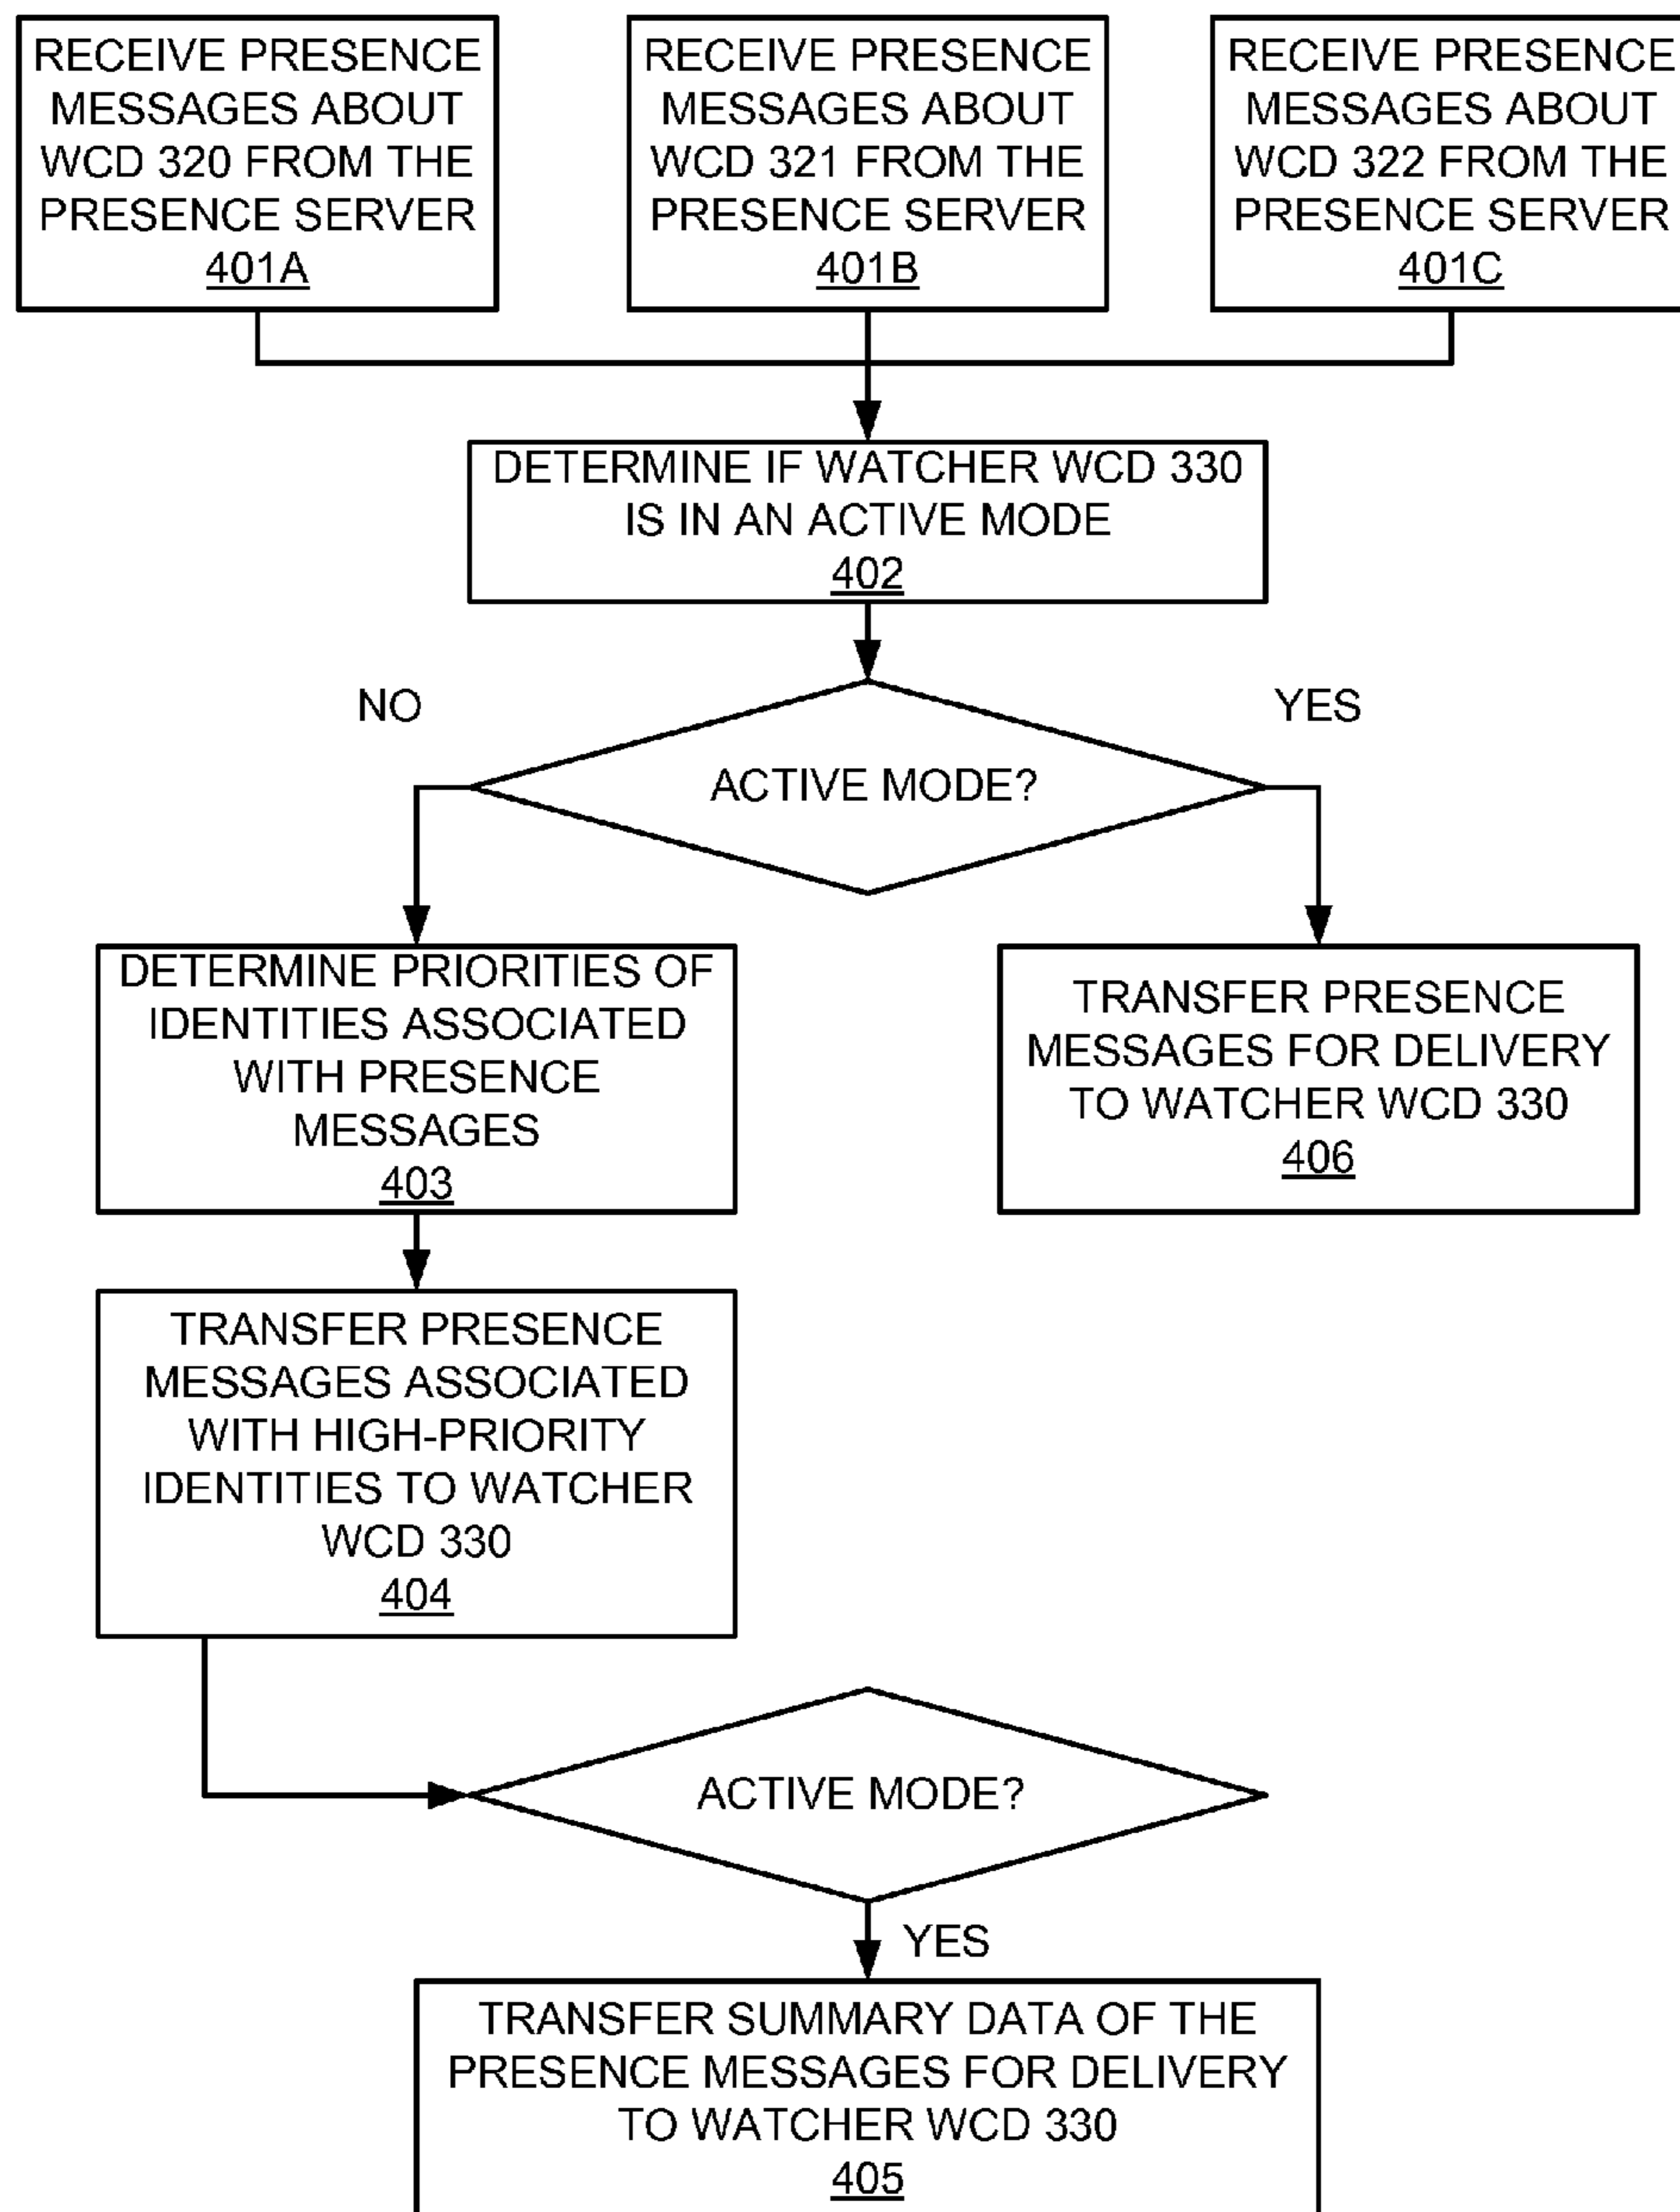 RECEIVE PRESENCE
MESSAGES ABOUT
WCD 320 FROM THE
PRESENCE SERVER
401A
RECEIVE PRESENCE
MESSAGES ABOUT
WCD 321 FROM THE
PRESENCE SERVER
401B
RECEIVE PRESENCE
MESSAGES ABOUT
WCD 322 FROM THE
PRESENCE SERVER
401C
DETERMINE IF WATCHER WCD 330
IS IN AN ACTIVE MODE
402
NO
YES
ACTIVE MODE?
DETERMINE PRIORITIES OF
IDENTITIES ASSOCIATED
WITH PRESENCE
MESSAGES
403
TRANSFER PRESENCE
MESSAGES FOR DELIVERY
TO WATCHER WCD 330
406
TRANSFER PRESENCE
MESSAGES ASSOCIATED
WITH HIGH-PRIORITY
IDENTITIES TO WATCHER
WCD 330
404
ACTIVE MODE?
YES
TRANSFER SUMMARY DATA OF THE
PRESENCE MESSAGES FOR DELIVERY
TO WATCHER WCD 330
405